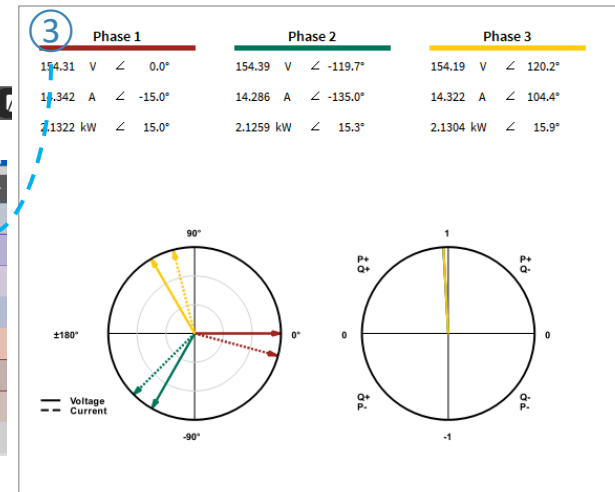 3
Phase 1 Phase 2 Phase 3
154.31 V ∠ 0.0° 154.39 V ∠ -119.7° 154.19 V ∠ 120.2°
14.342 A ∠ -15.0° 14.286 A ∠ -135.0° 14.322 A ∠ 104.4°
2.1322 kW ∠ 15.0° 2.1259 kW ∠ 15.3° 2.1304 kW ∠ 15.9°
90° 1
P+ P+
Q+ Q-
±180° 0° 0 0
Q+ Q-
P- P-
Voltage
Current
-90° -1